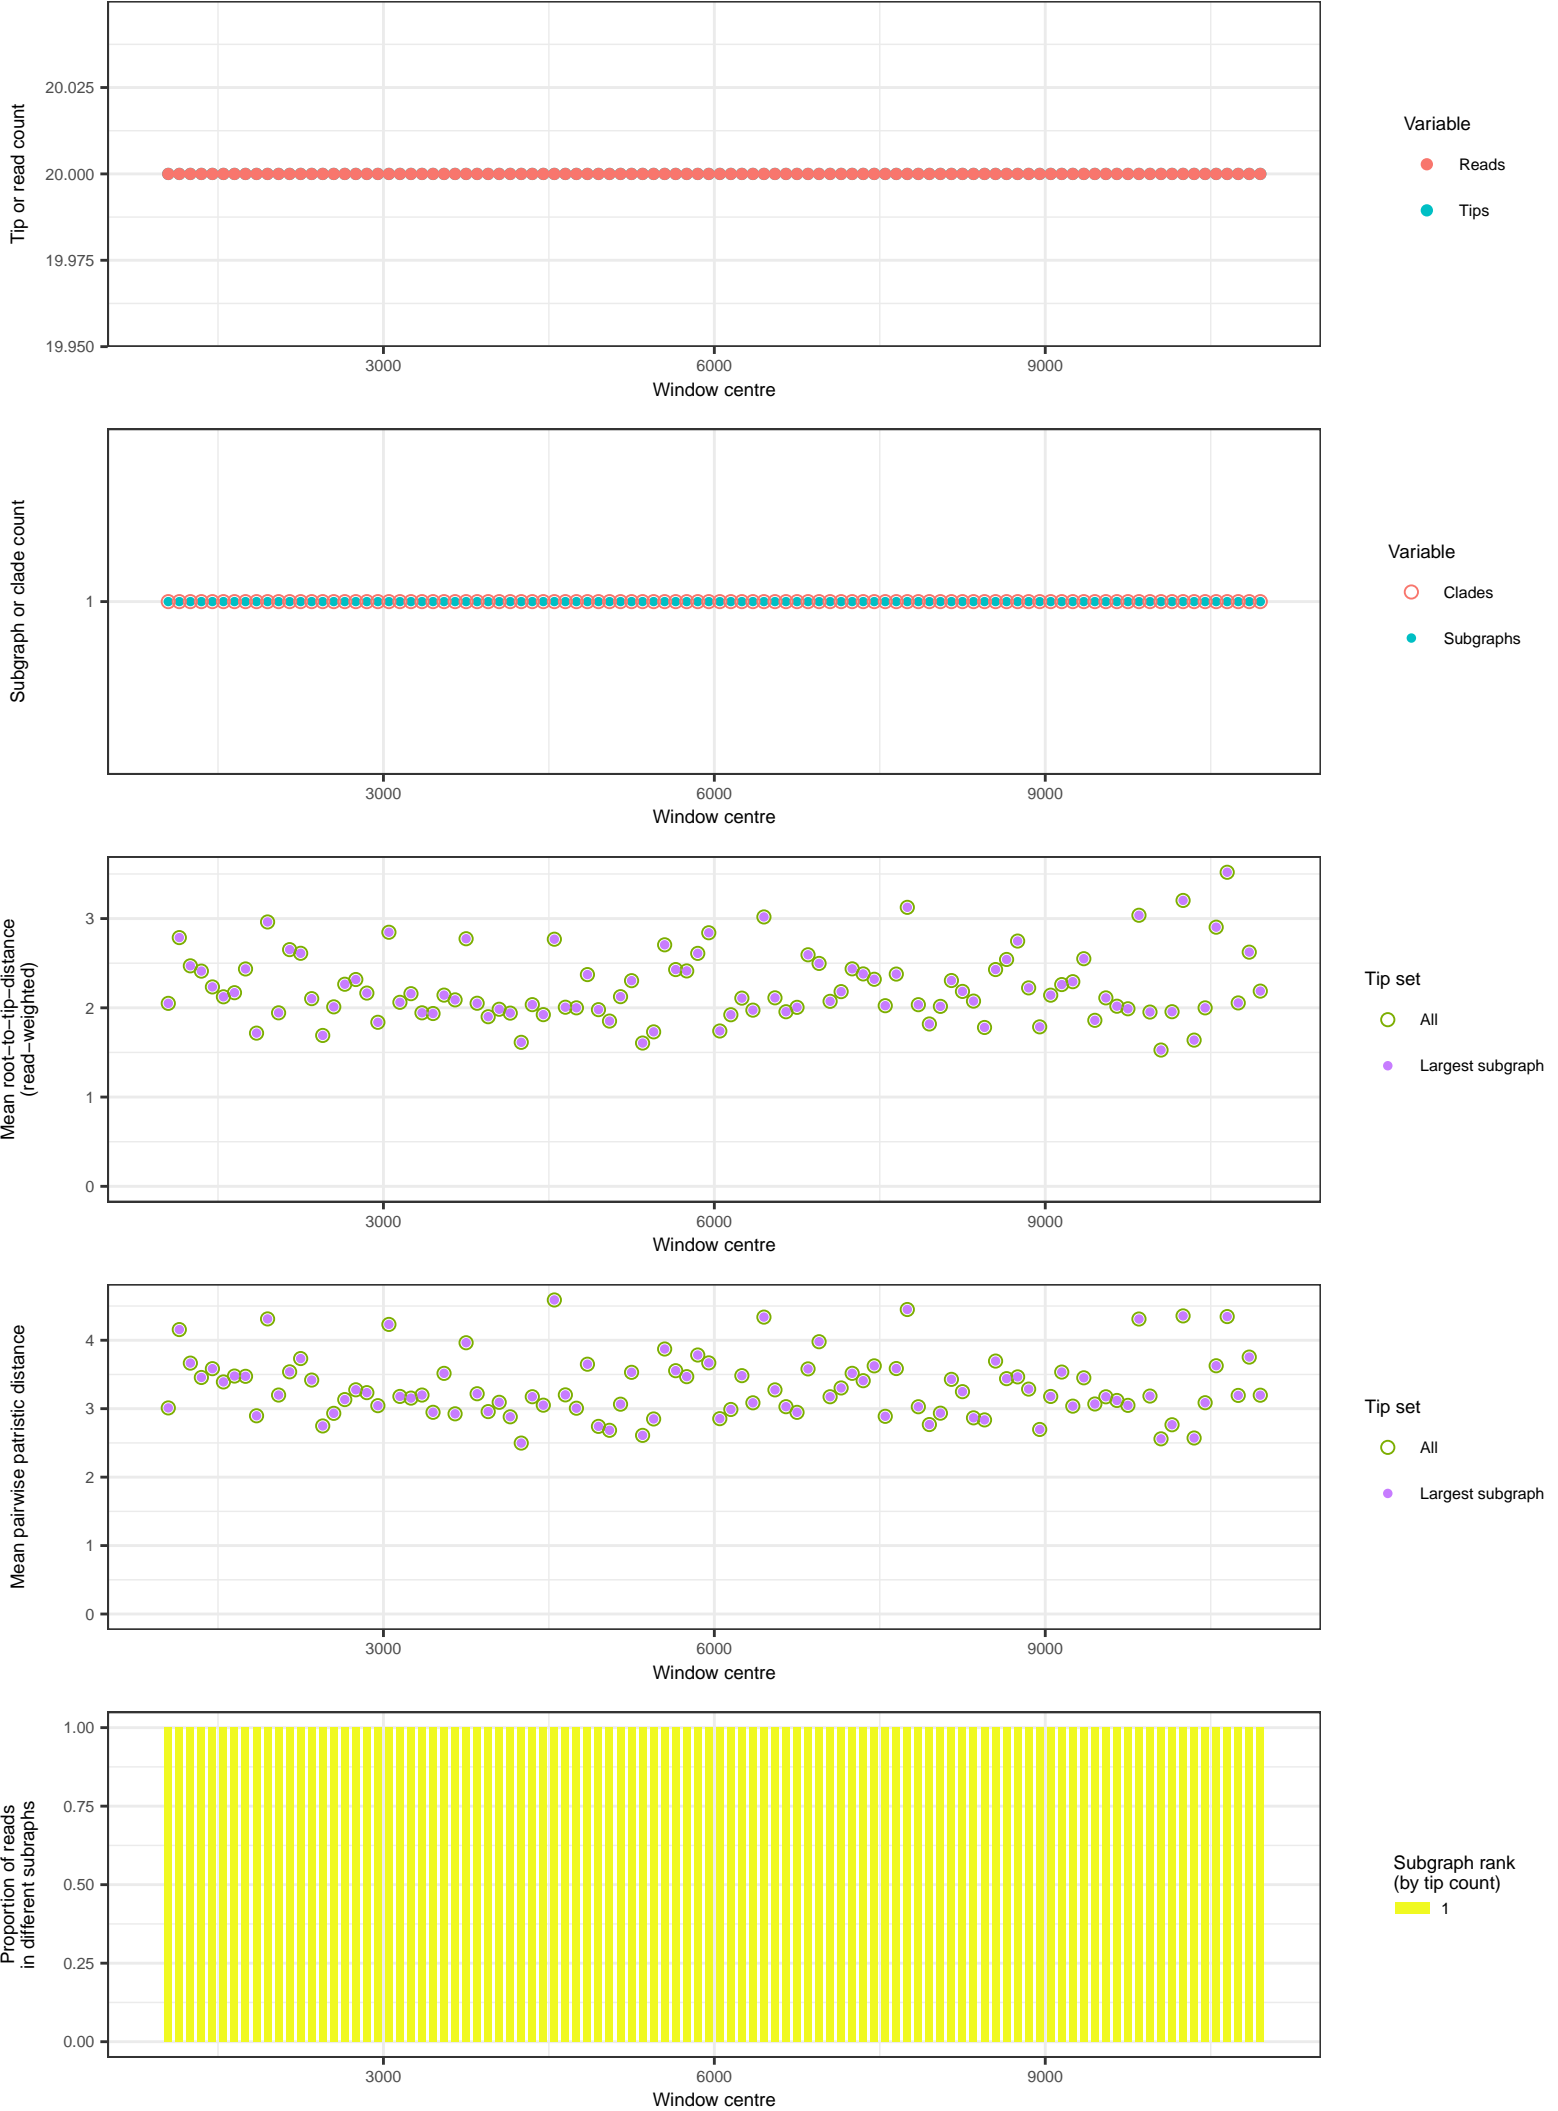 20.025
20.000
19.975
19.950
Tip or read count
3000
6000
9000
Window centre
Variable
Reads
Tips
1
Subgraph or clade count
3000
6000
9000
Window centre
Variable
Clades
Subgraphs
3
2
1
0
Mean root−to−tip−distance
(read−weighted)
3000
6000
9000
Window centre
Tip set
All
Largest subgraph
4
3
2
1
0
Mean pairwise patristic distance
3000
6000
9000
Window centre
Tip set
All
Largest subgraph
1.00
0.75
0.50
0.25
0.00
Proportion of reads
in different subraphs
3000
6000
9000
Window centre
Subgraph rank
(by tip count)
1